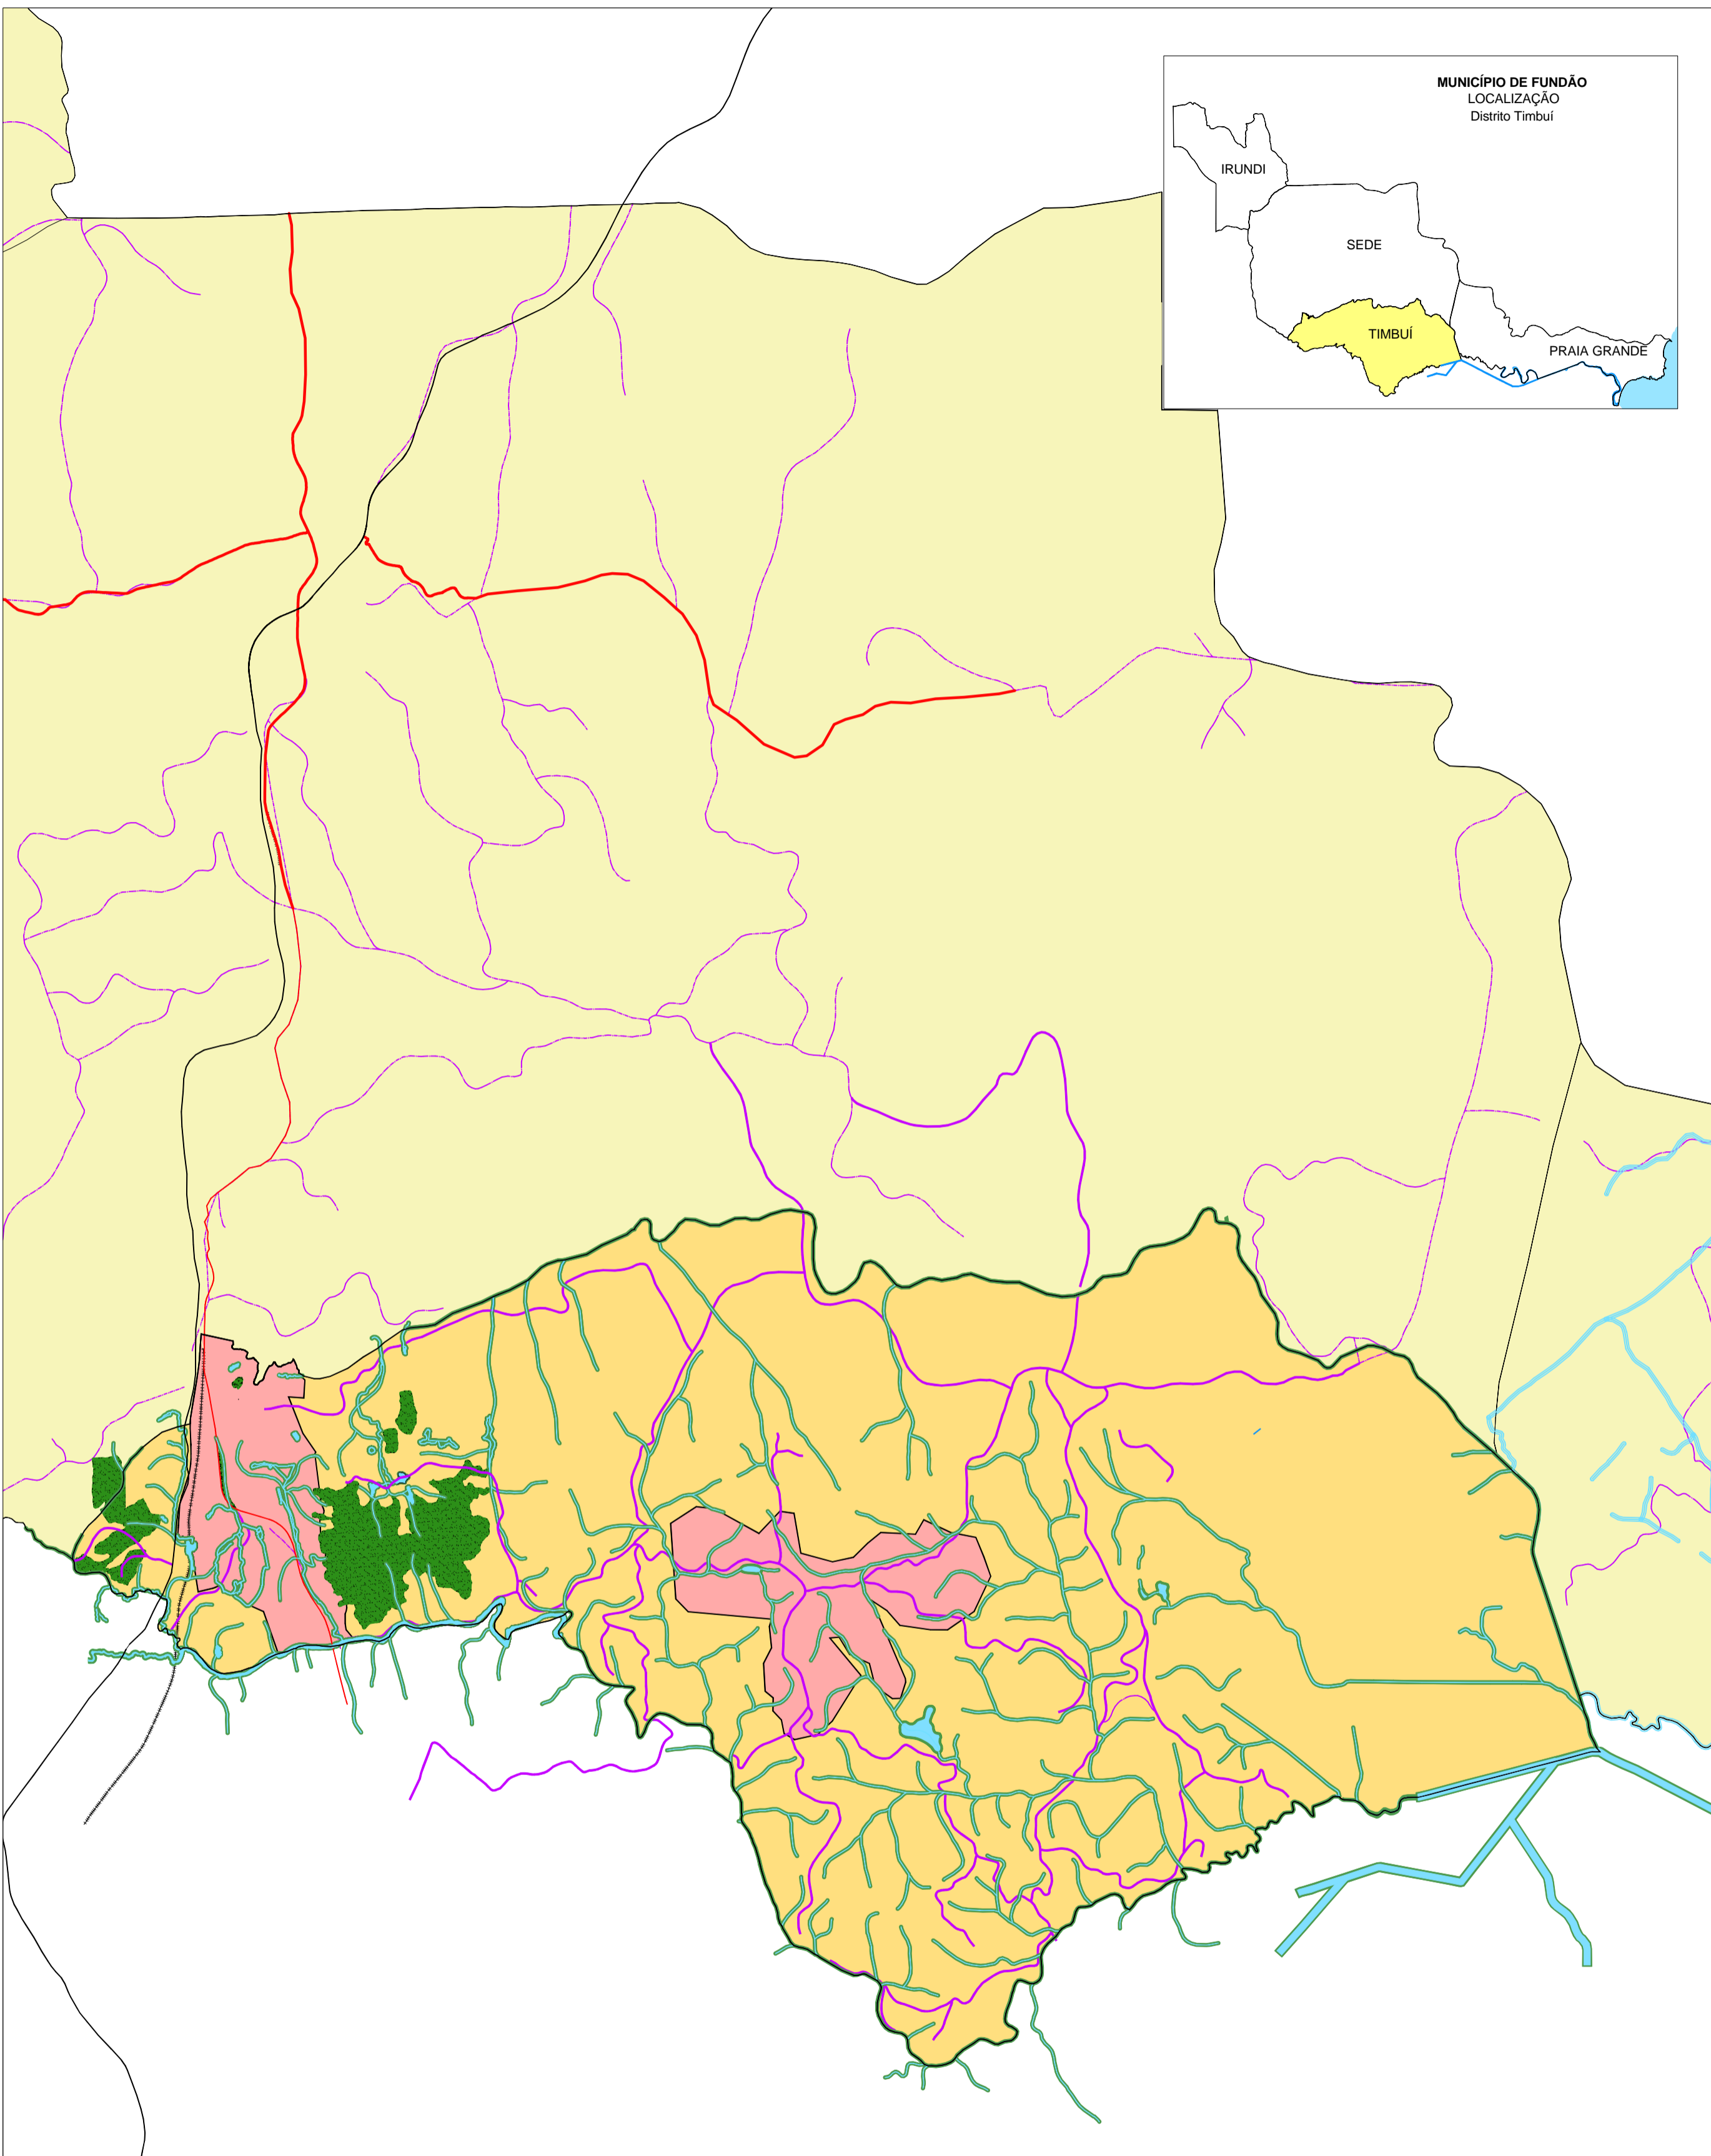 MUNICÍPIO DE FUNDÃO
LOCALIZAÇÃO
Distrito Timbuí
IRUNDI
SEDE
TIMBUÍ
PRAIA GRANDE